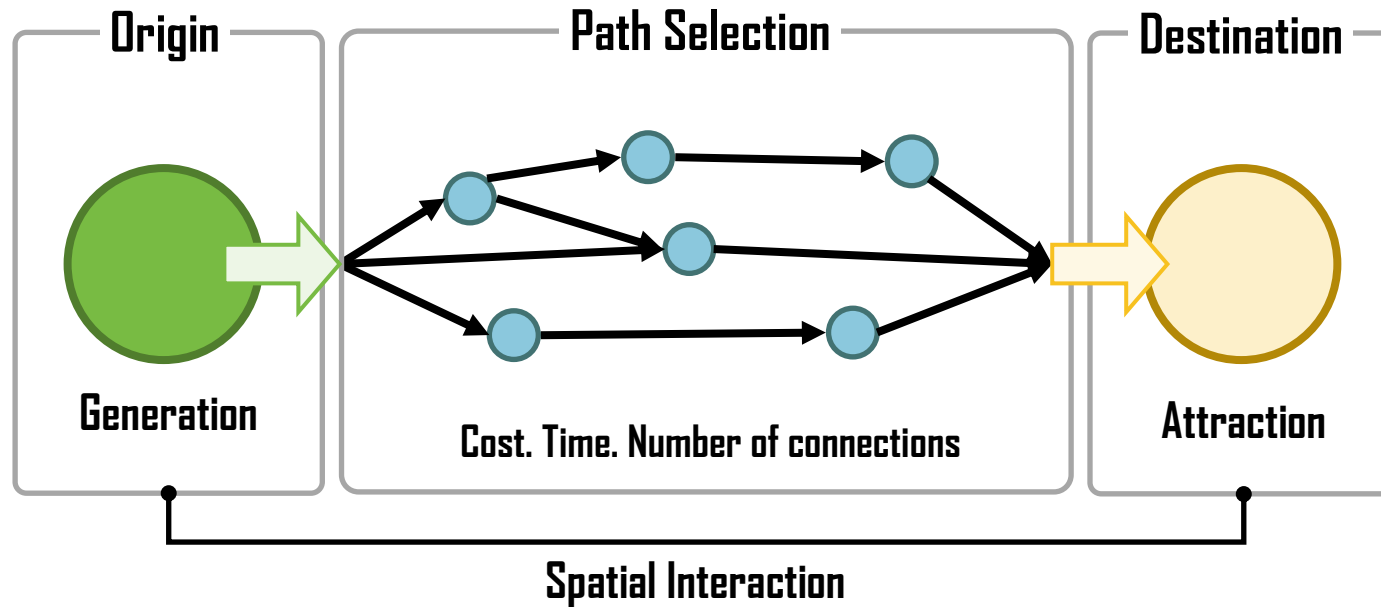 Origin
Path Selection
Destination
Generation
Cost. Time. Number of connections
Attraction
Spatial Interaction